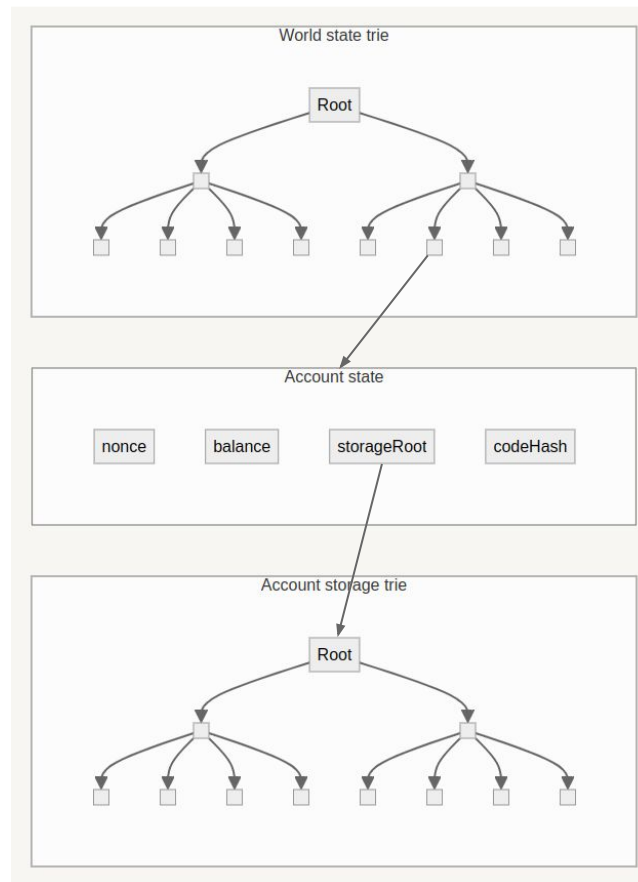 World state trie
Root
Account state
nonce balance storageRoot codeHash
Account storage trie
Root